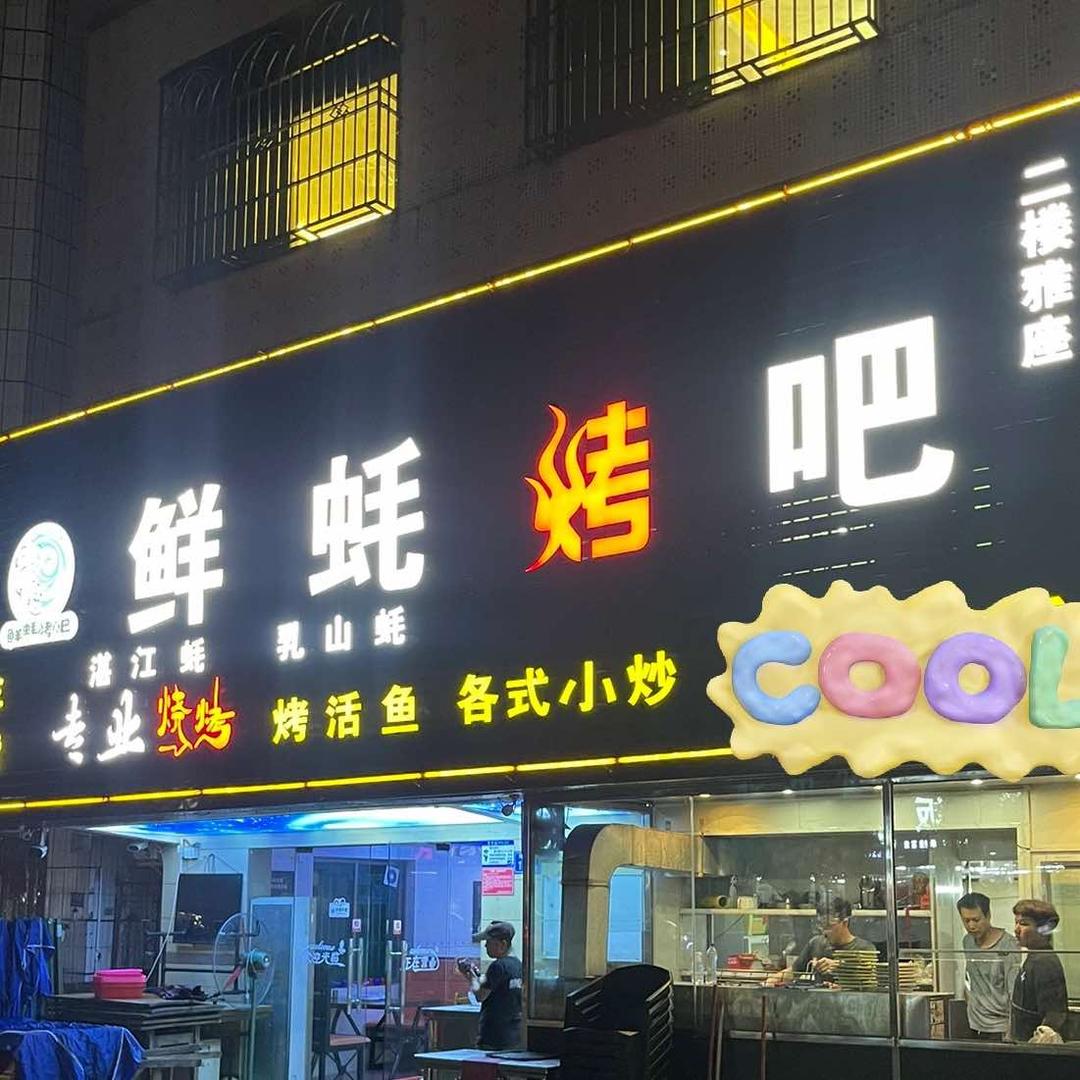 二楼雅座
鲜蚝烤吧
湛江蚝 乳山蚝
专业烧烤 烤活鱼 各式小炒
COOL